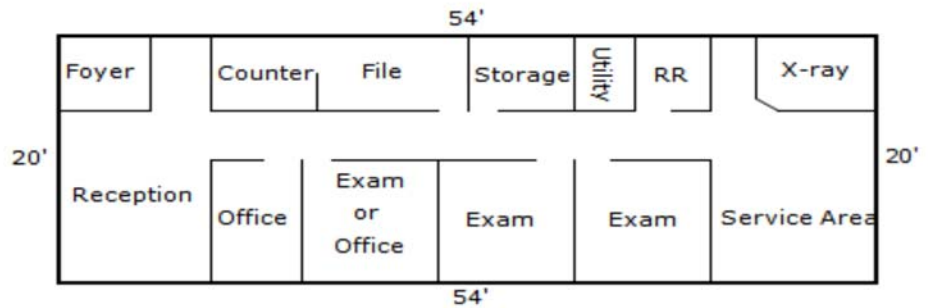 54'
Foyer
Counter
File
Storage
Utility
RR
X-ray
20'
20'
Reception
Office
Exam
or
Office
Exam
Exam
Service Area
54'